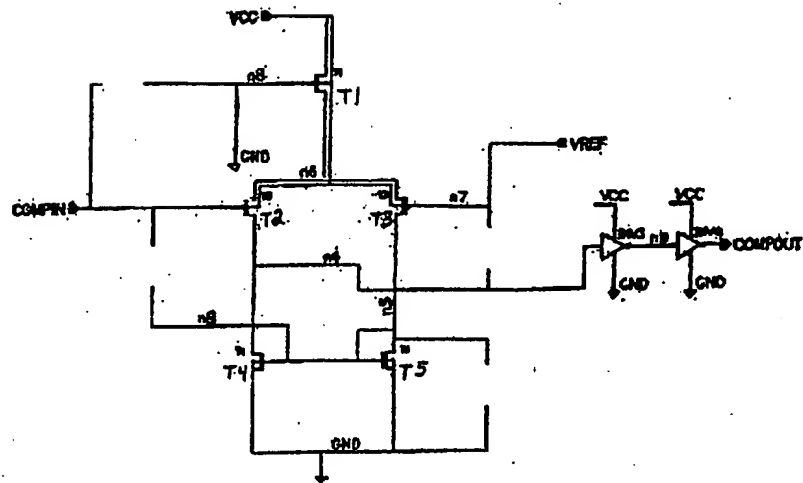 VCC
n8
T1
GND
n6
VREF
COMPIN
T2
T3
n7
VCC
VCC
COMPOUT
n4
GND
GND
n8
T4
T5
GND